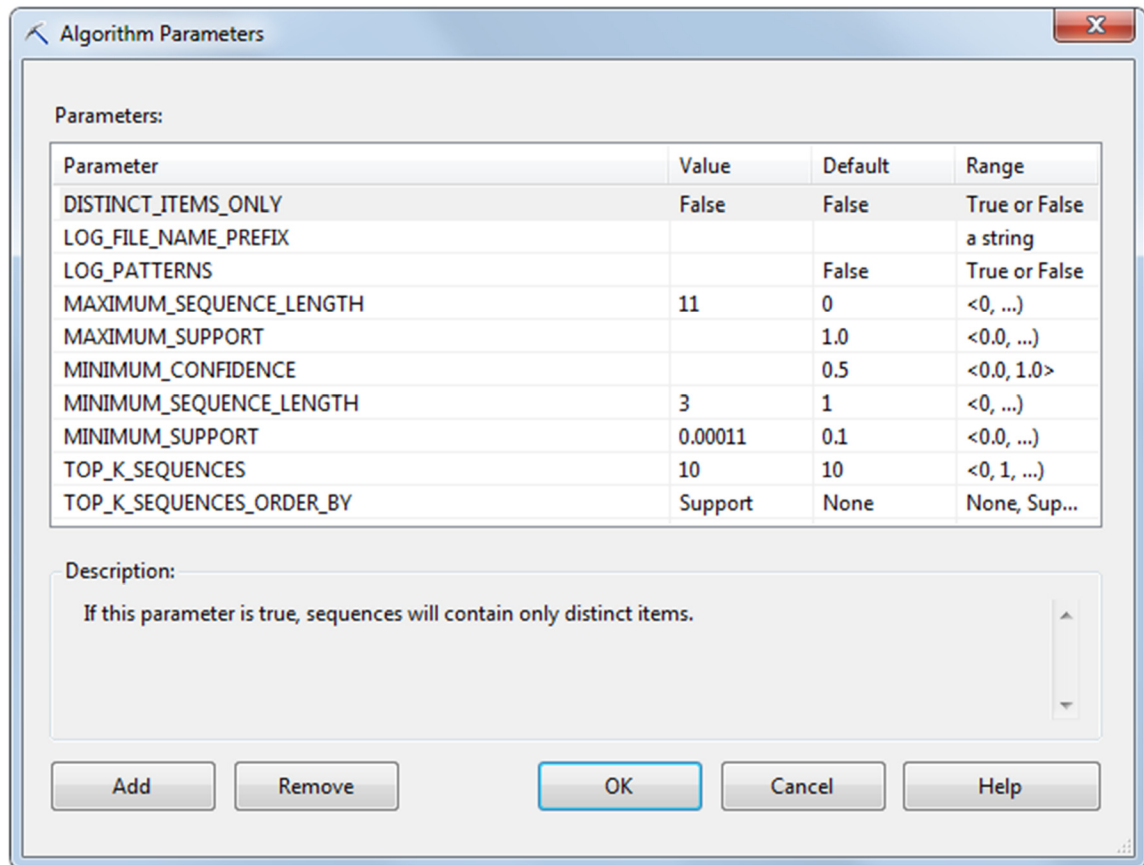 Algorithm Parameters
Parameters:
Parameter Value Default Range
DISTINCT_ITEMS_ONLY False False True or False
LOG_FILE_NAME_PREFIX a string
LOG_PATTERNS False True or False
MAXIMUM_SEQUENCE_LENGTH 11 0 <0, ...)
MAXIMUM_SUPPORT 1.0 <0.0, ...)
MINIMUM_CONFIDENCE 0.5 <0.0, 1.0>
MINIMUM_SEQUENCE_LENGTH 3 1 <0, ...)
MINIMUM_SUPPORT 0.00011 0.1 <0.0, ...)
TOP_K_SEQUENCES 10 10 <0, 1, ...)
TOP_K_SEQUENCES_ORDER_BY Support None None, Sup...
Description:
If this parameter is true, sequences will contain only distinct items.
Add Remove OK Cancel Help